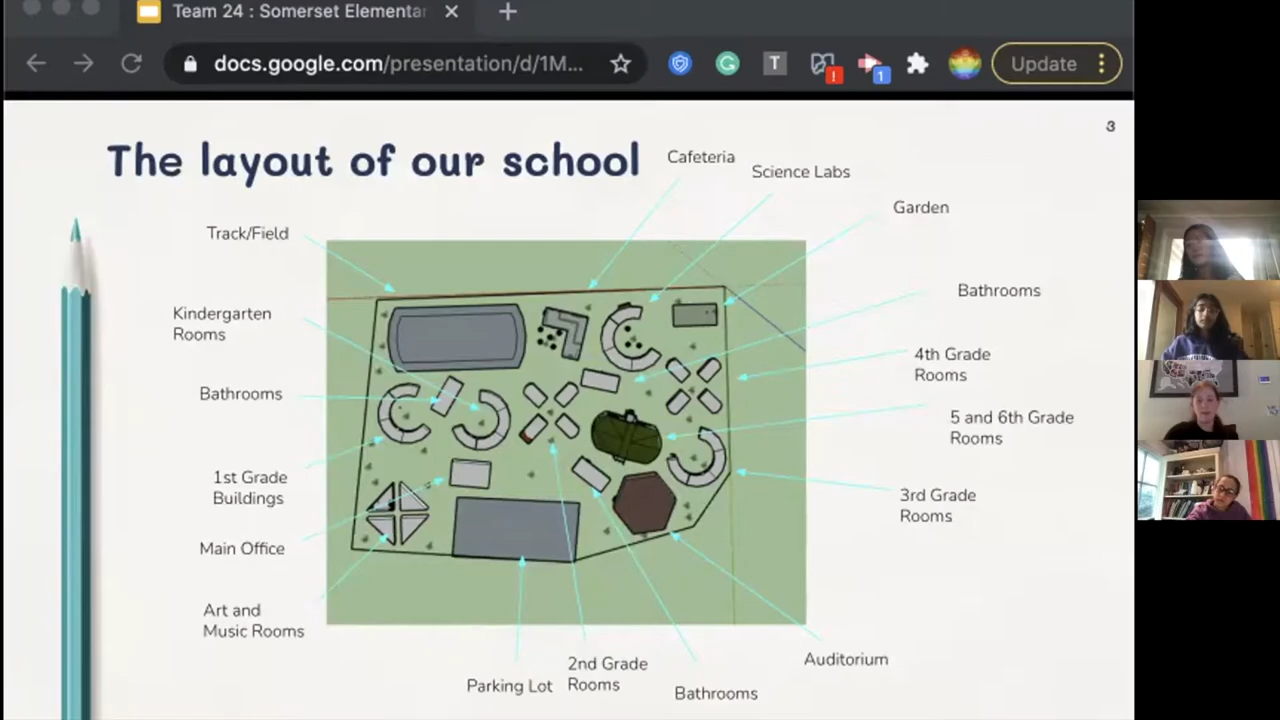 Team 24 : Somerset Elementar
docs.google.com/presentation/d/1M...
T
!
1
Update
3
The layout of our school
Cafeteria
Science Labs
Garden
Track/Field
Bathrooms
Kindergarten
Rooms
4th Grade
Rooms
Bathrooms
5 and 6th Grade
Rooms
1st Grade
Buildings
3rd Grade
Rooms
Main Office
Art and
Music Rooms
Auditorium
2nd Grade
Rooms
Parking Lot
Bathrooms